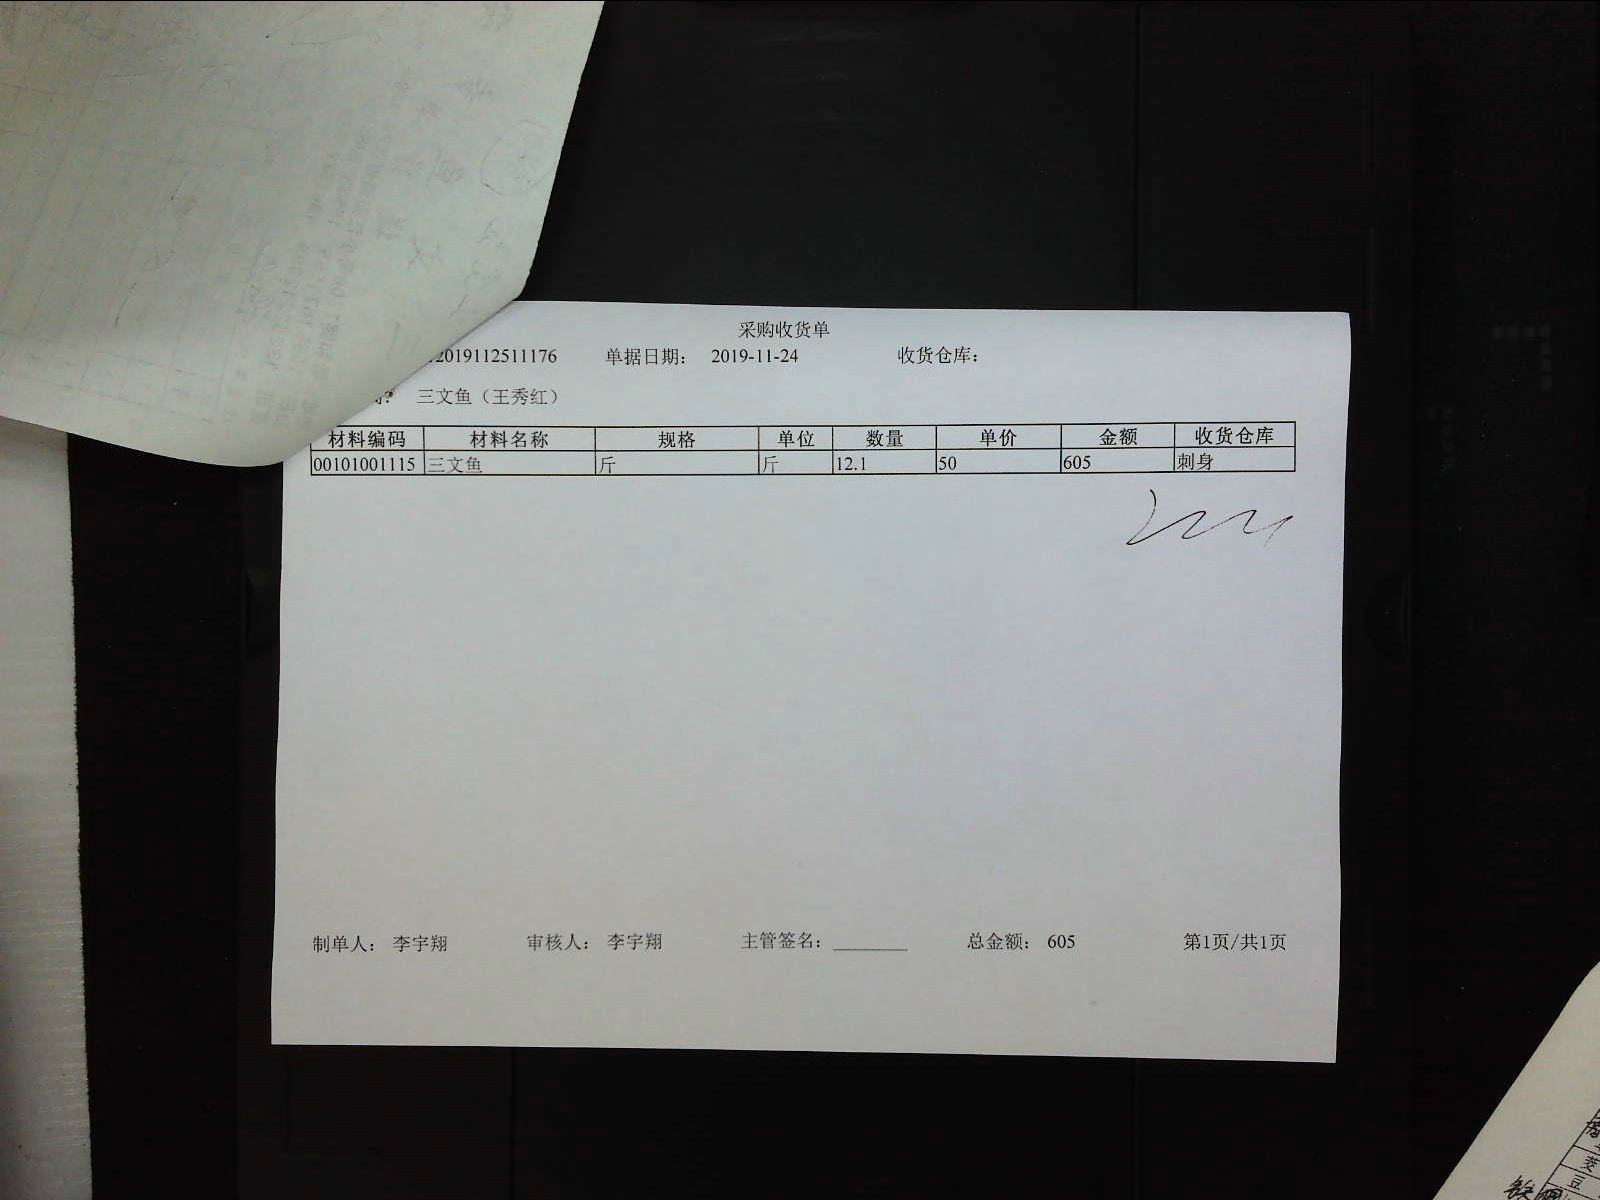 采购收货单
2019112511176 单据日期: 2019-11-24 收货仓库:
三文鱼（王秀红）
材料编码 材料名称 规格 单位 数量 单价 金额 收货仓库
00101001115 三文鱼 斤 斤 12.1 50 605 刺身
制单人: 李宇翔 审核人: 李宇翔 主管签名: 总金额: 605 第1页/共1页